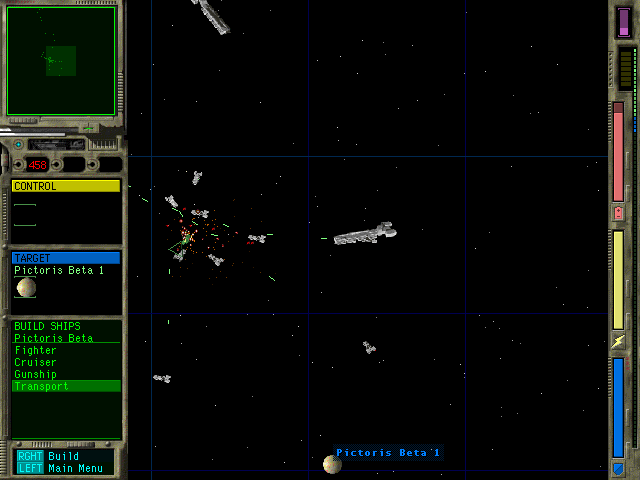 458
CONTROL
TARGET
Pictoris Beta 1
BUILD SHIPS
Pictoris Beta
Fighter
Cruiser
Gunship
Transport
RGHT Build
LEFT Main Menu
Pictoris Beta 1